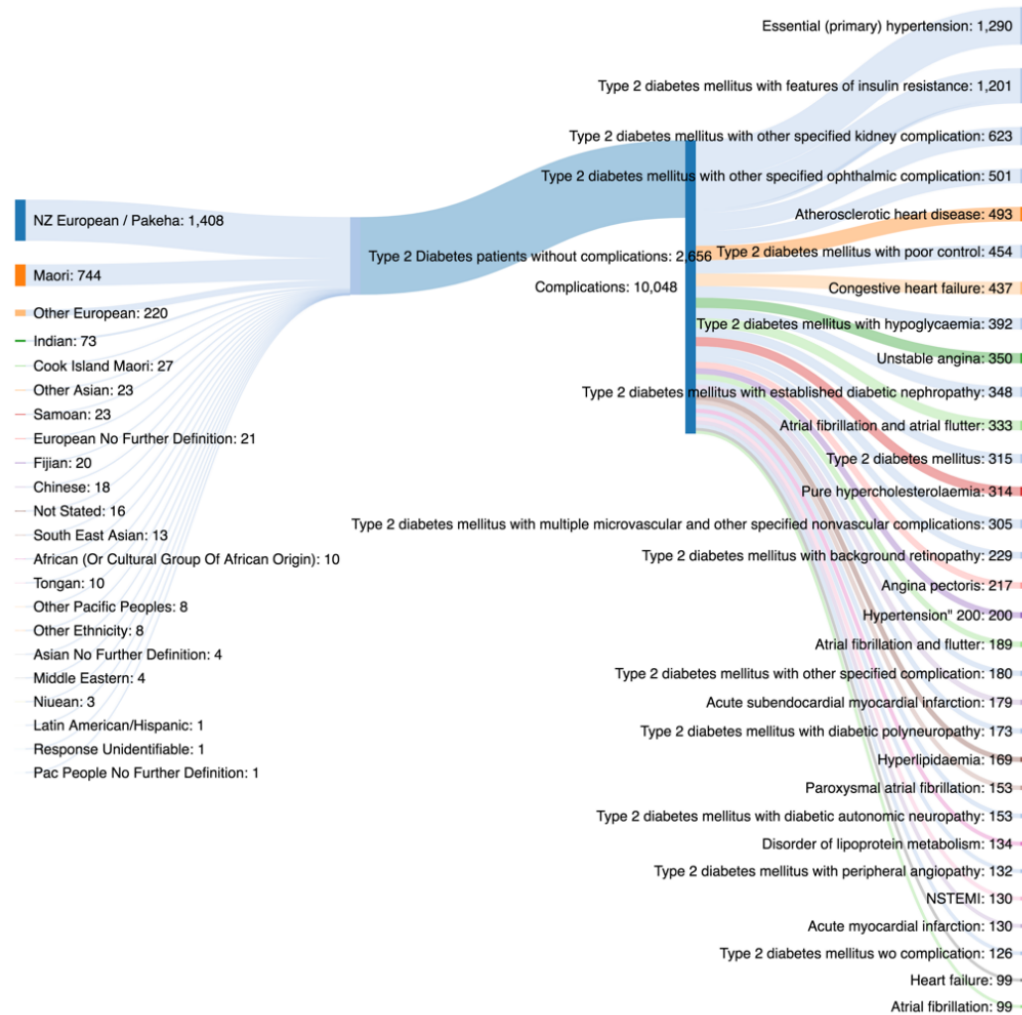 NZ European / Pakeha: 1,408
Maori: 744
Other European: 220
Indian: 73
Cook Island Maori: 27
Other Asian: 23
Samoan: 23
European No Further Definition: 21
Fijian: 20
Chinese: 18
Not Stated: 16
South East Asian: 13
African (Or Cultural Group Of African Origin): 10
Tongan: 10
Other Pacific Peoples: 8
Other Ethnicity: 8
Asian No Further Definition: 4
Middle Eastern: 4
Niuean: 3
Latin American/Hispanic: 1
Response Unidentifiable: 1
Pac People No Further Definition: 1
Type 2 Diabetes patients without complications: 2,656
Complications: 10,048
Essential (primary) hypertension: 1,290
Type 2 diabetes mellitus with features of insulin resistance: 1,201
Type 2 diabetes mellitus with other specified kidney complication: 623
Type 2 diabetes mellitus with other specified ophthalmic complication: 501
Atherosclerotic heart disease: 493
Type 2 diabetes mellitus with poor control: 454
Congestive heart failure: 437
Type 2 diabetes mellitus with hypoglycaemia: 392
Unstable angina: 350
Type 2 diabetes mellitus with established diabetic nephropathy: 348
Atrial fibrillation and atrial flutter: 333
Type 2 diabetes mellitus: 315
Pure hypercholesterolaemia: 314
Type 2 diabetes mellitus with multiple microvascular and other specified nonvascular complications: 305
Type 2 diabetes mellitus with background retinopathy: 229
Angina pectoris: 217
Hypertension" 200: 200
Atrial fibrillation and flutter: 189
Type 2 diabetes mellitus with other specified complication: 180
Acute subendocardial myocardial infarction: 179
Type 2 diabetes mellitus with diabetic polyneuropathy: 173
Hyperlipidaemia: 169
Paroxysmal atrial fibrillation: 153
Type 2 diabetes mellitus with diabetic autonomic neuropathy: 153
Disorder of lipoprotein metabolism: 134
Type 2 diabetes mellitus with peripheral angiopathy: 132
NSTEMI: 130
Acute myocardial infarction: 130
Type 2 diabetes mellitus wo complication: 126
Heart failure: 99
Atrial fibrillation: 99